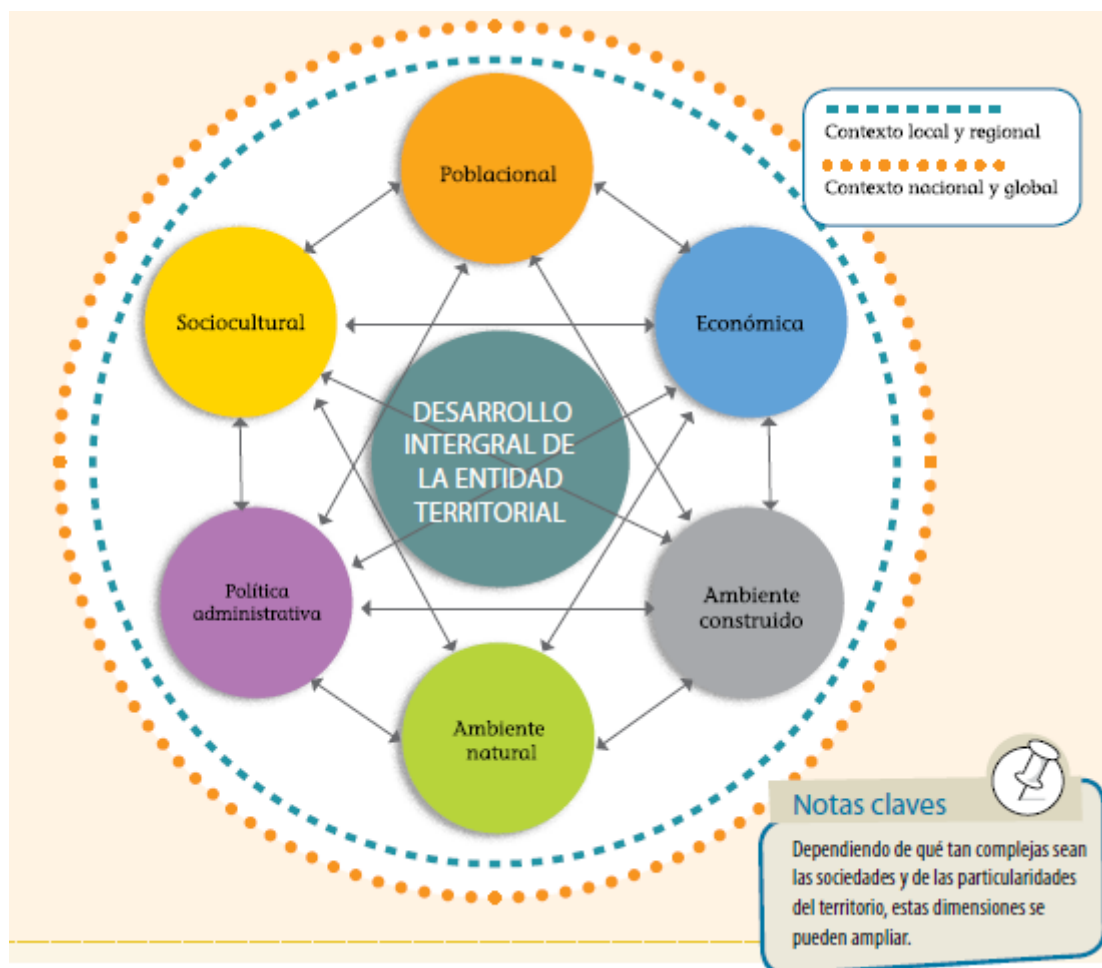 Poblacional
Contexto local y regional
Contexto nacional y global
Sociocultural
Económica
DESARROLLO
INTERGRAL DE
LA ENTIDAD
TERRITORIAL
Política
administrativa
Ambiente
construido
Ambiente
natural
Notas claves
Dependiendo de qué tan complejas sean
las sociedades y de las particularidades
del territorio, estas dimensiones se
pueden ampliar.